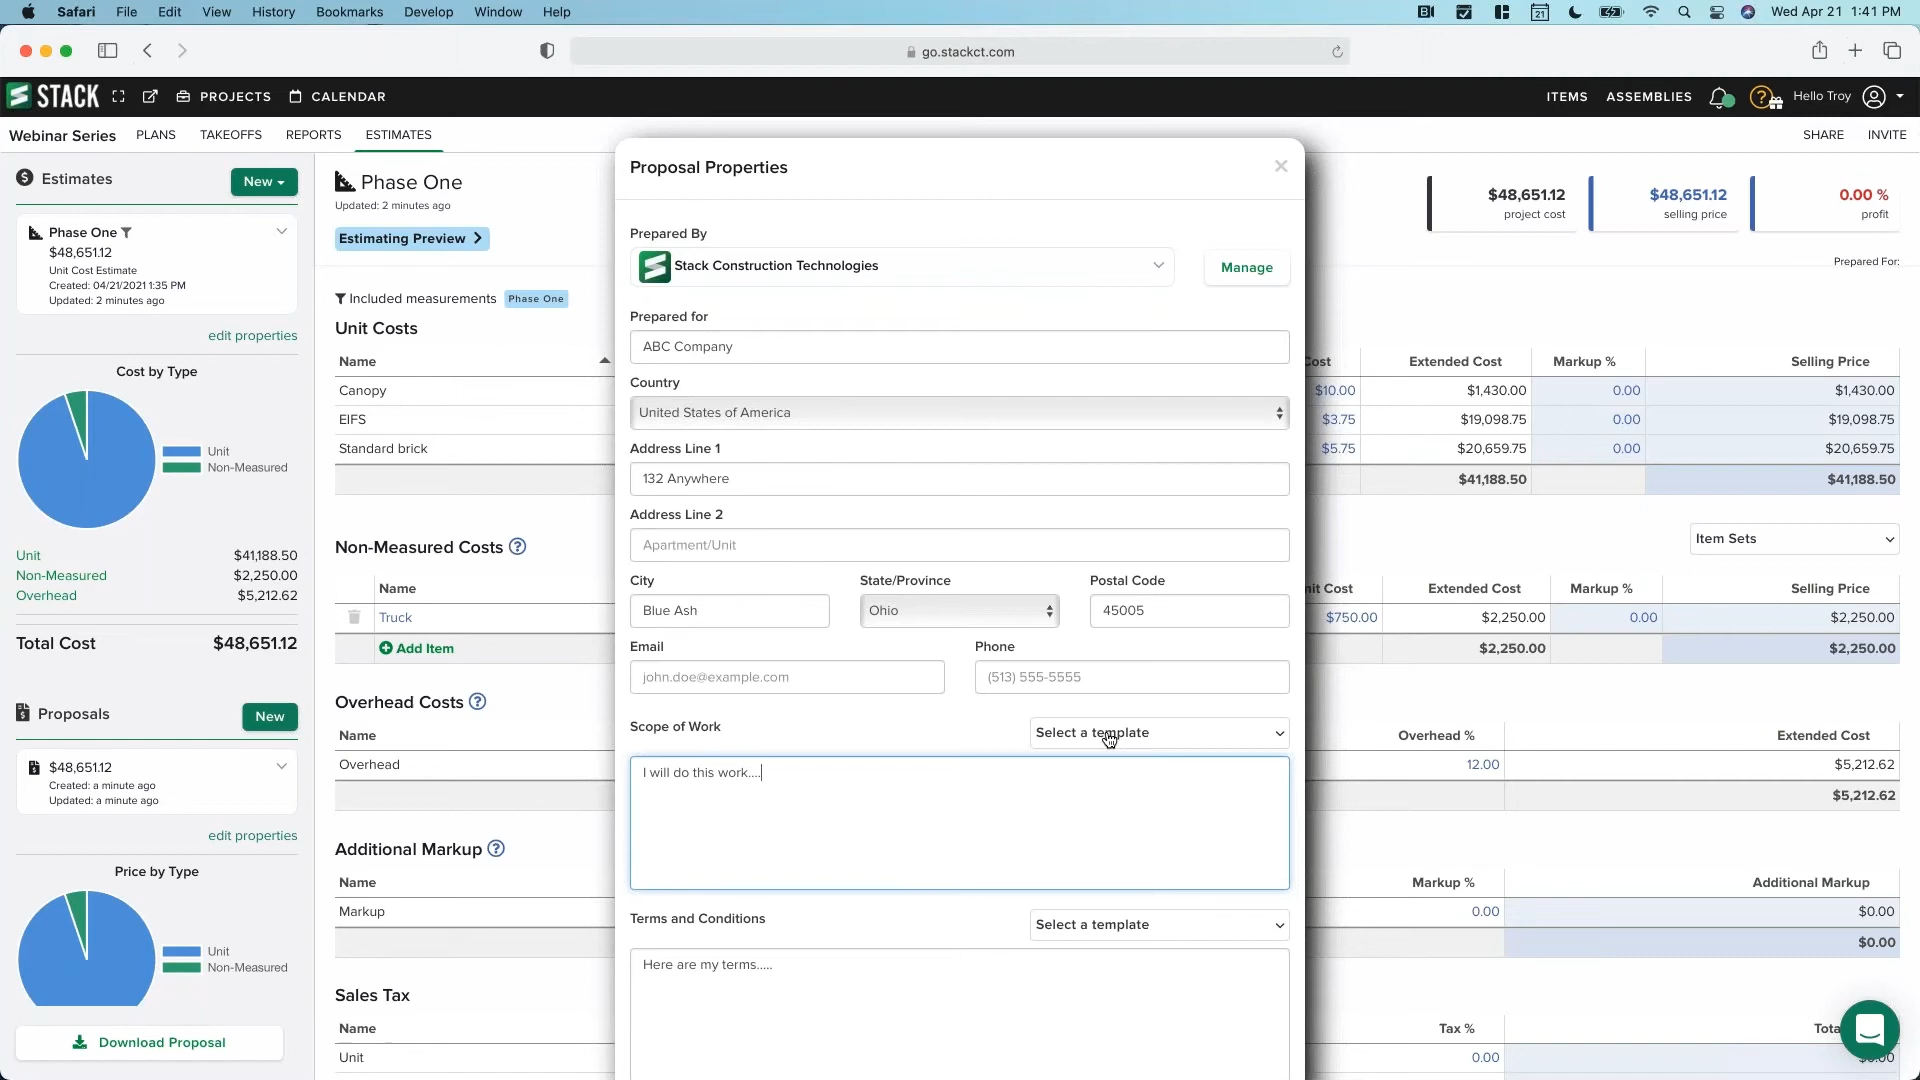 Safari File Edit View History Bookmarks Develop Window Help
21
Wed Apr 21 1:41 PM
go.stackct.com
STACK PROJECTS CALENDAR ITEMS ASSEMBLIES ? Hello Troy
Webinar Series PLANS TAKEOFFS REPORTS ESTIMATES SHARE INVITE
Estimates
New
Phase One
$48,651.12
Unit Cost Estimate
Created: 04/21/2021 1:35 PM
Updated: 2 minutes ago
edit properties
Cost by Type
Unit
Non-Measured
Unit $41,188.50
Non-Measured $2,250.00
Overhead $5,212.62
Total Cost $48,651.12
Proposals
New
$48,651.12
Created: a minute ago
Updated: a minute ago
edit properties
Price by Type
Unit
Non-Measured
Download Proposal
Phase One
Updated: 2 minutes ago
Estimating Preview
Included measurements Phase One
Unit Costs
Name
Canopy
EIFS
Standard brick
Non-Measured Costs ?
Name
Truck
Add Item
Overhead Costs ?
Name
Overhead
Additional Markup ?
Name
Markup
Sales Tax
Name
Unit
Proposal Properties
Prepared By
Stack Construction Technologies
Manage
Prepared for
ABC Company
Country
United States of America
Address Line 1
132 Anywhere
Address Line 2
Apartment/Unit
City State/Province Postal Code
Blue Ash Ohio 45005
Email Phone
john.doe@example.com (513) 555-5555
Scope of Work Select a template
I will do this work....
Terms and Conditions Select a template
Here are my terms.....
$48,651.12
project cost
$48,651.12
selling price
0.00 %
profit
Prepared For:
Cost Extended Cost Markup % Selling Price
$10.00 $1,430.00 0.00 $1,430.00
$3.75 $19,098.75 0.00 $19,098.75
$5.75 $20,659.75 0.00 $20,659.75
$41,188.50 $41,188.50
Item Sets
nit Cost Extended Cost Markup % Selling Price
$750.00 $2,250.00 0.00 $2,250.00
$2,250.00 $2,250.00
Overhead % Extended Cost
12.00 $5,212.62
$5,212.62
Markup % Additional Markup
0.00 $0.00
$0.00
Tax % Tota
0.00 $0.00